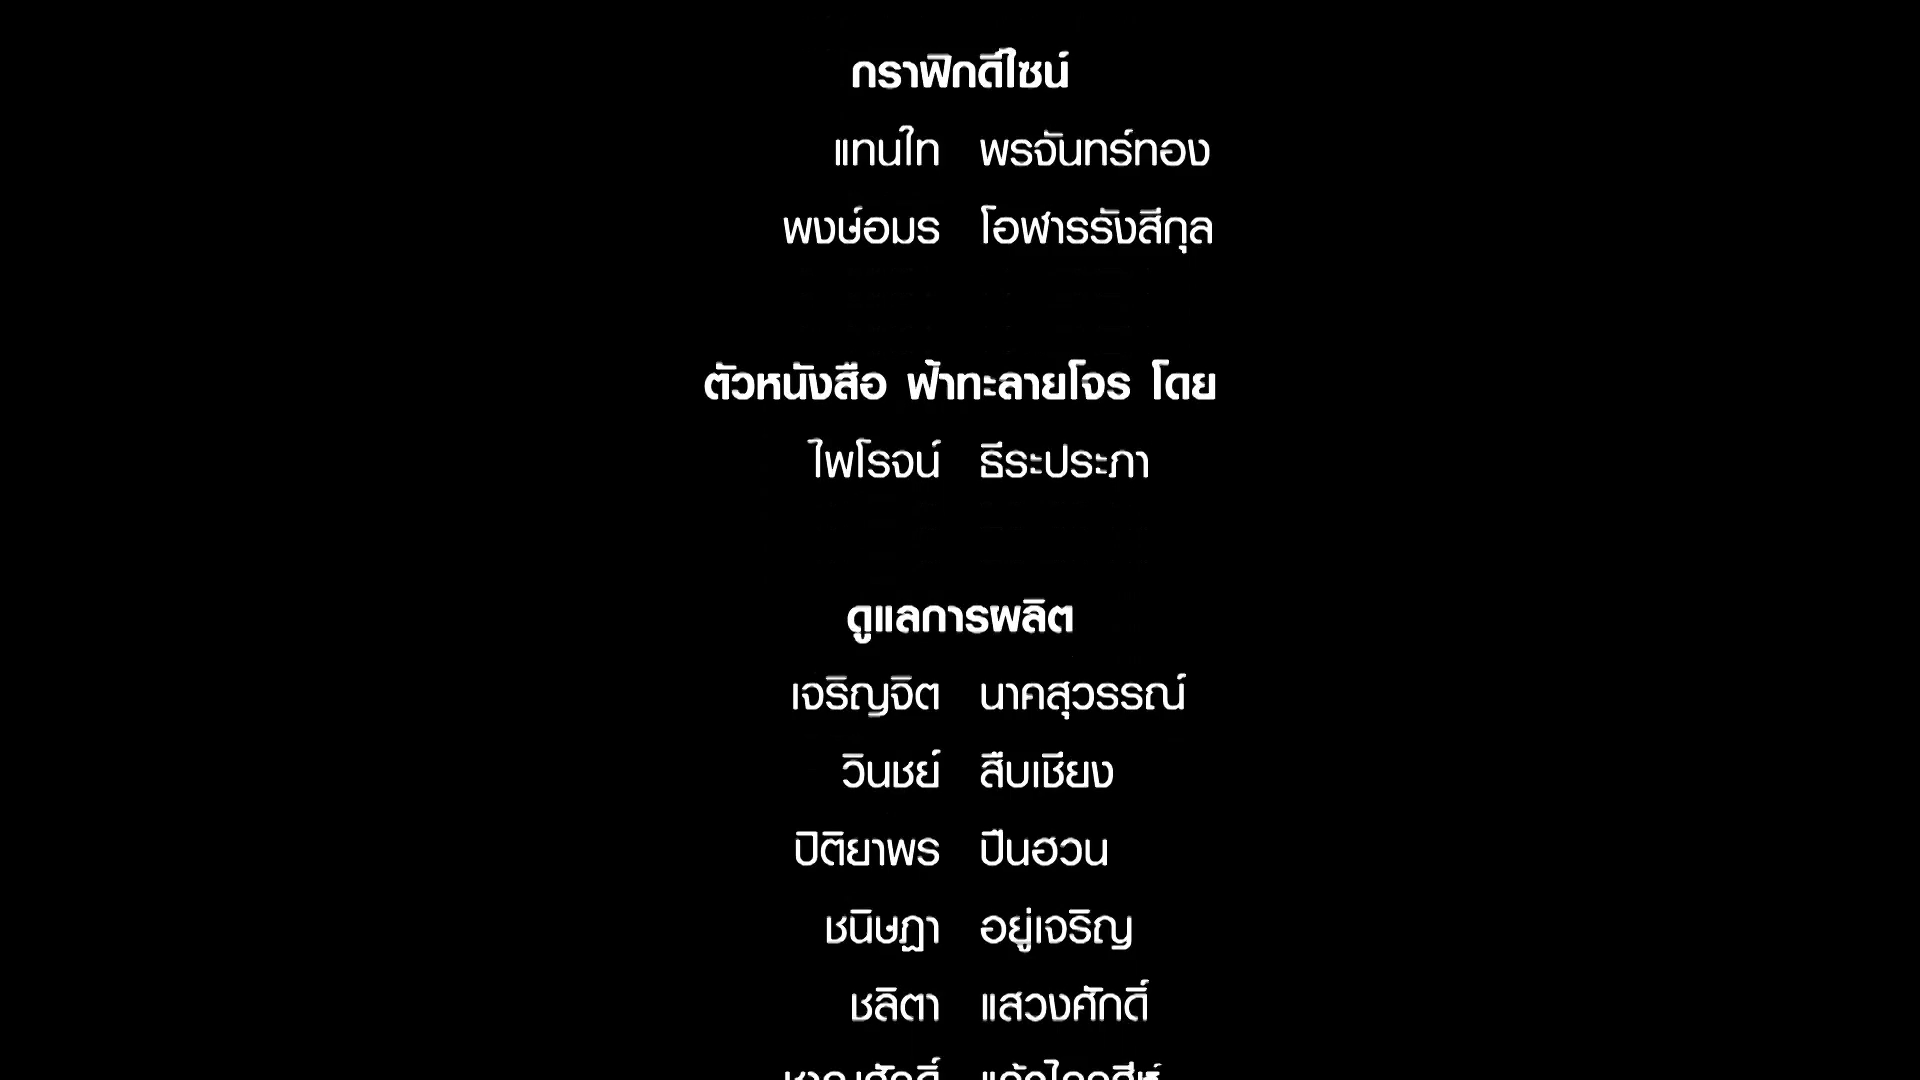 กราฟิกดีไซน์
แทนไท พรจันทร์ทอง
พงษ์อมร โอฬารรังสีกุล
ตัวหนังสือ ฟ้าทะลายโจร โดย
ไพโรจน์ ธีระประภา
ดูแลการผลิต
เจริญจิต นาคสุวรรณ์
วินชย์ สืบเชียง
ปิติยาพร ปืนฮวน
ชนิษฎา อยู่เจริญ
ชลิตา แสวงศักดิ์